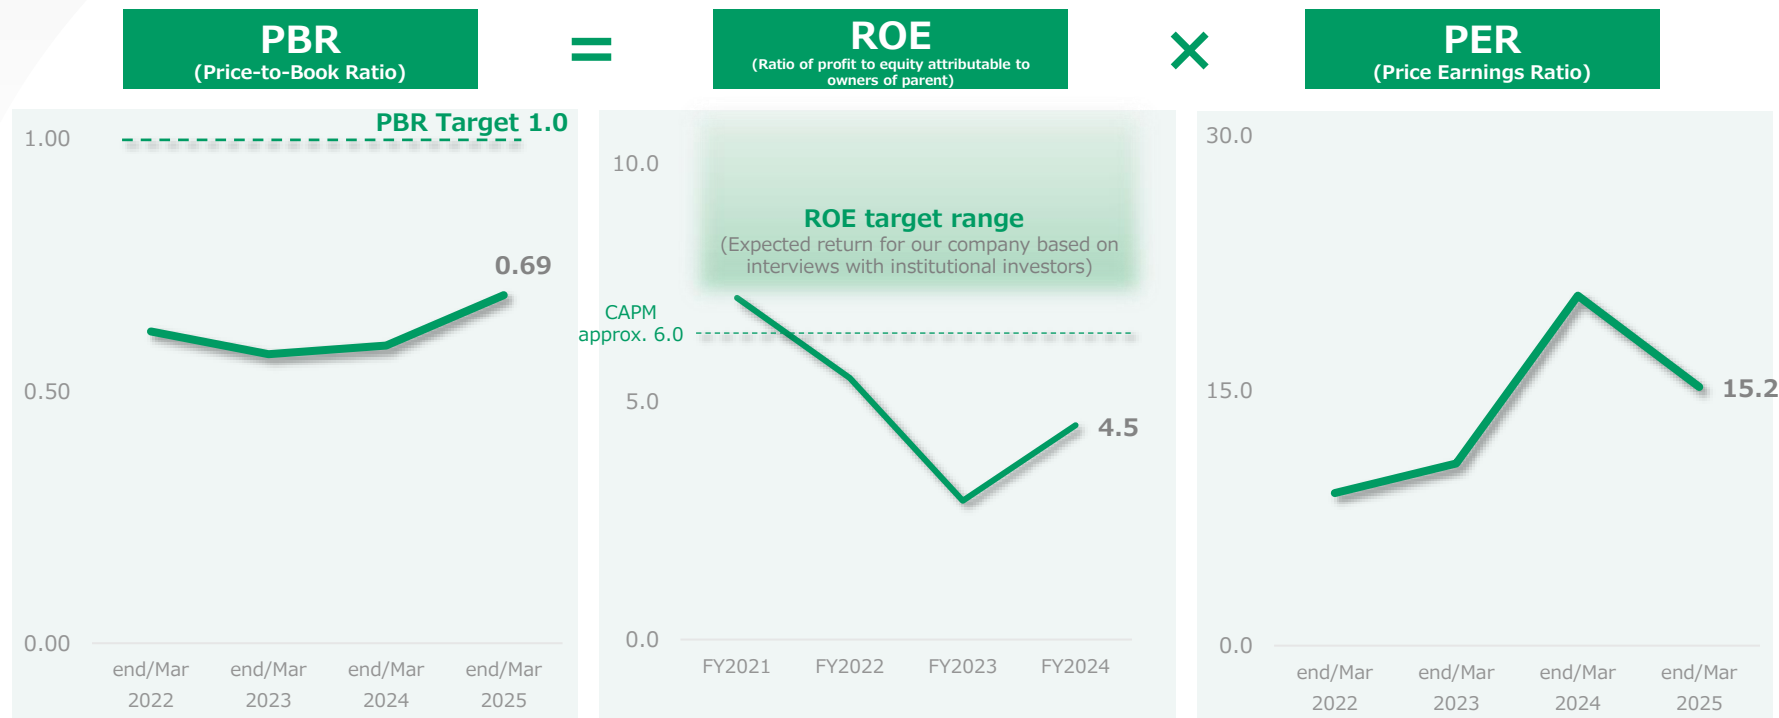 PBR
(Price-to-Book Ratio)
=
ROE
(Ratio of profit to equity attributable to
owners of parent)
×
PER
(Price Earnings Ratio)
PBR Target 1.0
1.00
0.69
0.50
0.00
end/Mar 2022
end/Mar 2023
end/Mar 2024
end/Mar 2025
10.0
ROE target range
(Expected return for our company based on
interviews with institutional investors)
CAPM
approx. 6.0
5.0
4.5
0.0
FY2021
FY2022
FY2023
FY2024
30.0
15.0
15.2
0.0
end/Mar 2022
end/Mar 2023
end/Mar 2024
end/Mar 2025